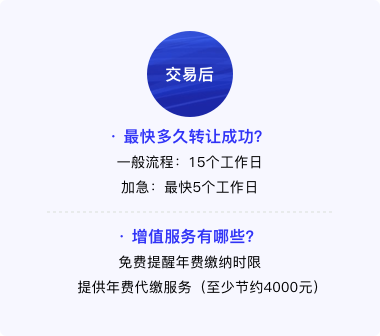 交易后
· 最快多久转让成功?
一般流程：15个工作日
加急：最快5个工作日
· 增值服务有哪些?
免费提醒年费缴纳时限
提供年费代缴服务（至少节约4000元）